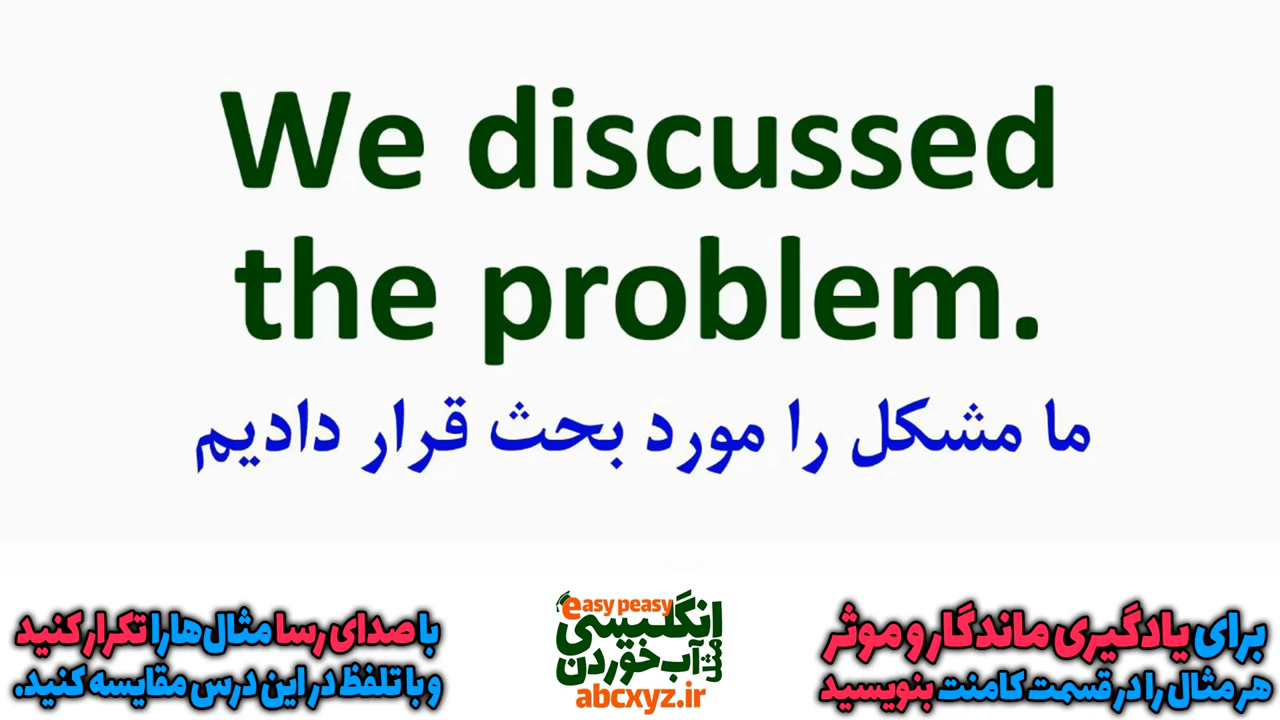 We discussed
the problem.
ما مشکل را مورد بحث قرار دادیم
برای یادگیری ماندگار و موثر
هر مثال را در قسمت کامنت بنویسید
easy peasy
انگلیسی
مثل آب خوردن
abcxyz.ir
با صدای رسا مثال‌ها را تکرار کنید
و با تلفظ در این درس مقایسه کنید.